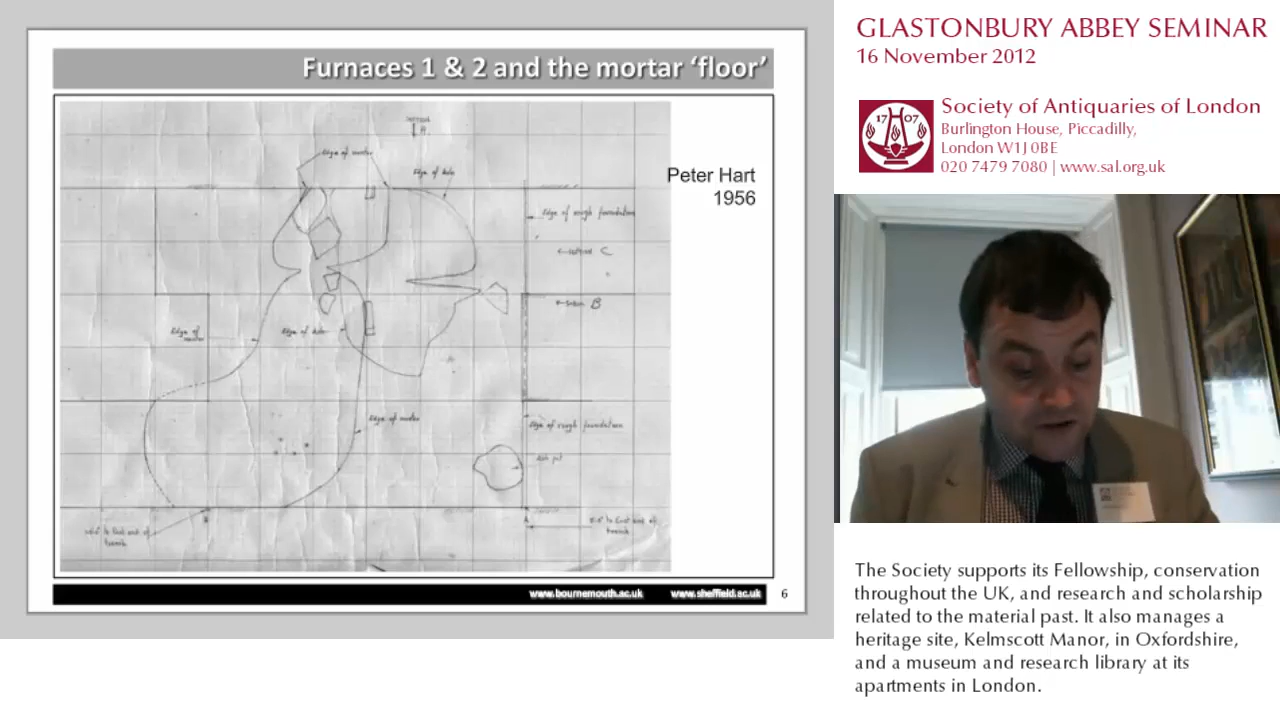 Furnaces 1 & 2 and the mortar ‘floor’
Edge of mortar
Edge of hole
Peter Hart
1956
Edge of rough foundation
C
B
Edge of
Edge of hole
Edge of mortar
Edge of rough foundation
A
www.bournemouth.ac.uk www.sheffield.ac.uk 6
GLASTONBURY ABBEY SEMINAR
16 November 2012
1707
Society of Antiquaries of London
Burlington House, Piccadilly,
London W1J 0BE
020 7479 7080 | www.sal.org.uk
The Society supports its Fellowship, conservation
throughout the UK, and research and scholarship
related to the material past. It also manages a
heritage site, Kelmscott Manor, in Oxfordshire,
and a museum and research library at its
apartments in London.